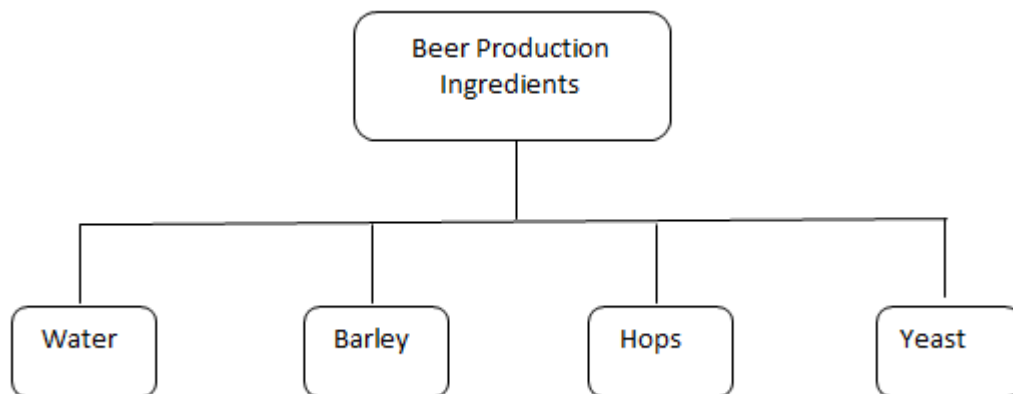 Beer Production
Ingredients
Water
Barley
Hops
Yeast